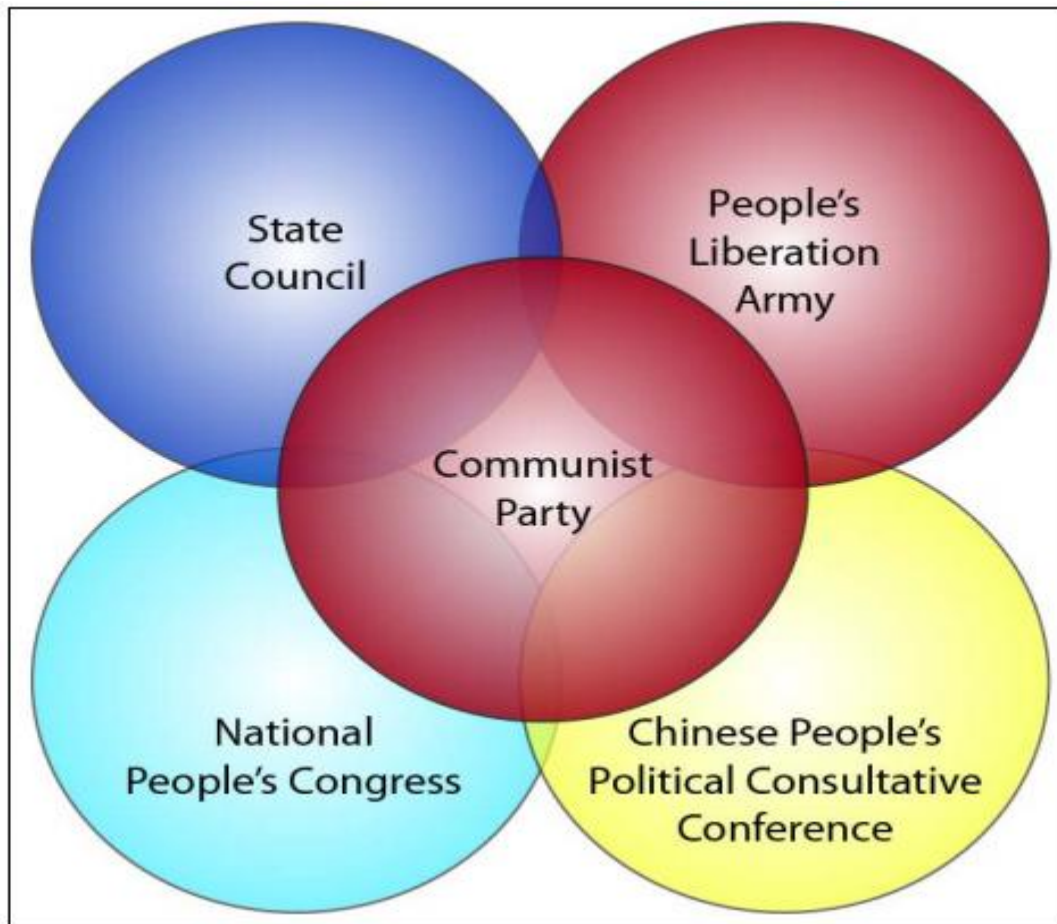 State
Council
People's
Liberation
Army
Communist
Party
National
People's Congress
Chinese People's
Political Consultative
Conference